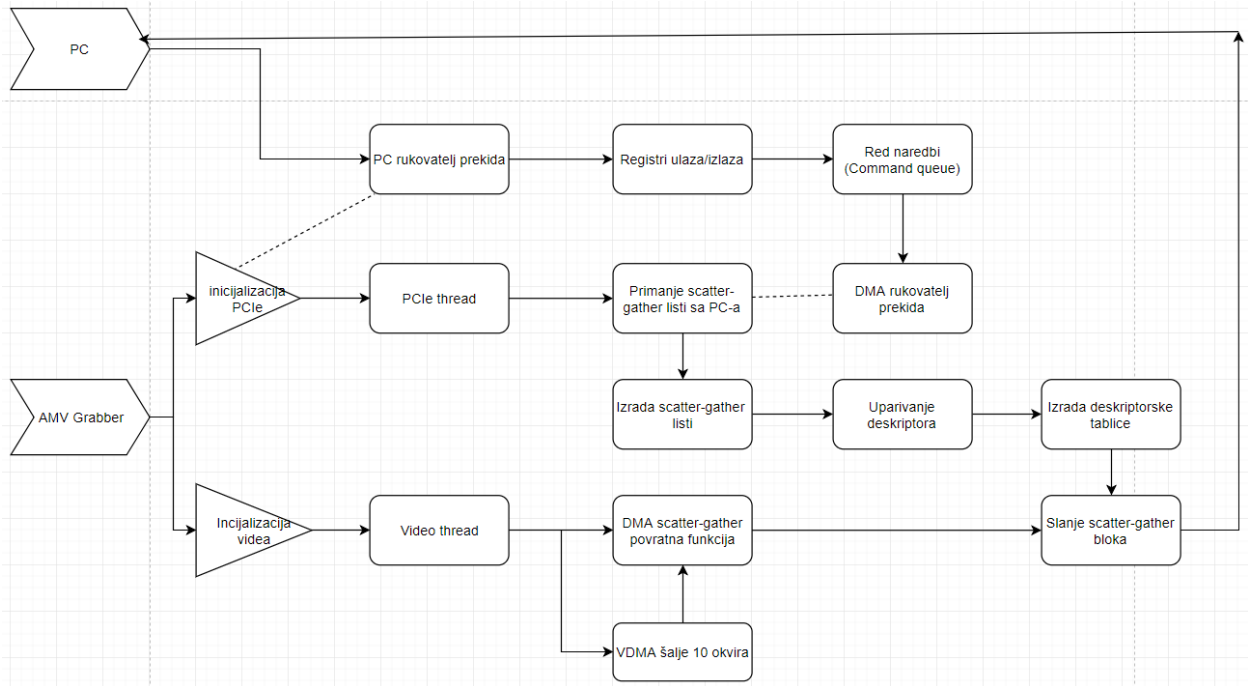 PC
PC rukovatelj prekida
Registri ulaza/izlaza
Red naredbi
(Command queue)
inicijalizacija
PCIe
PCIe thread
Primanje scatter-
gather listi sa PC-a
DMA rukovatelj
prekida
AMV Grabber
Izrada scatter-gather
listi
Uparivanje
deskriptora
Izrada deskriptorske
tablice
Incijalizacija
videa
Video thread
DMA scatter-gather
povratna funkcija
Slanje scatter-gather
bloka
VDMA šalje 10 okvira